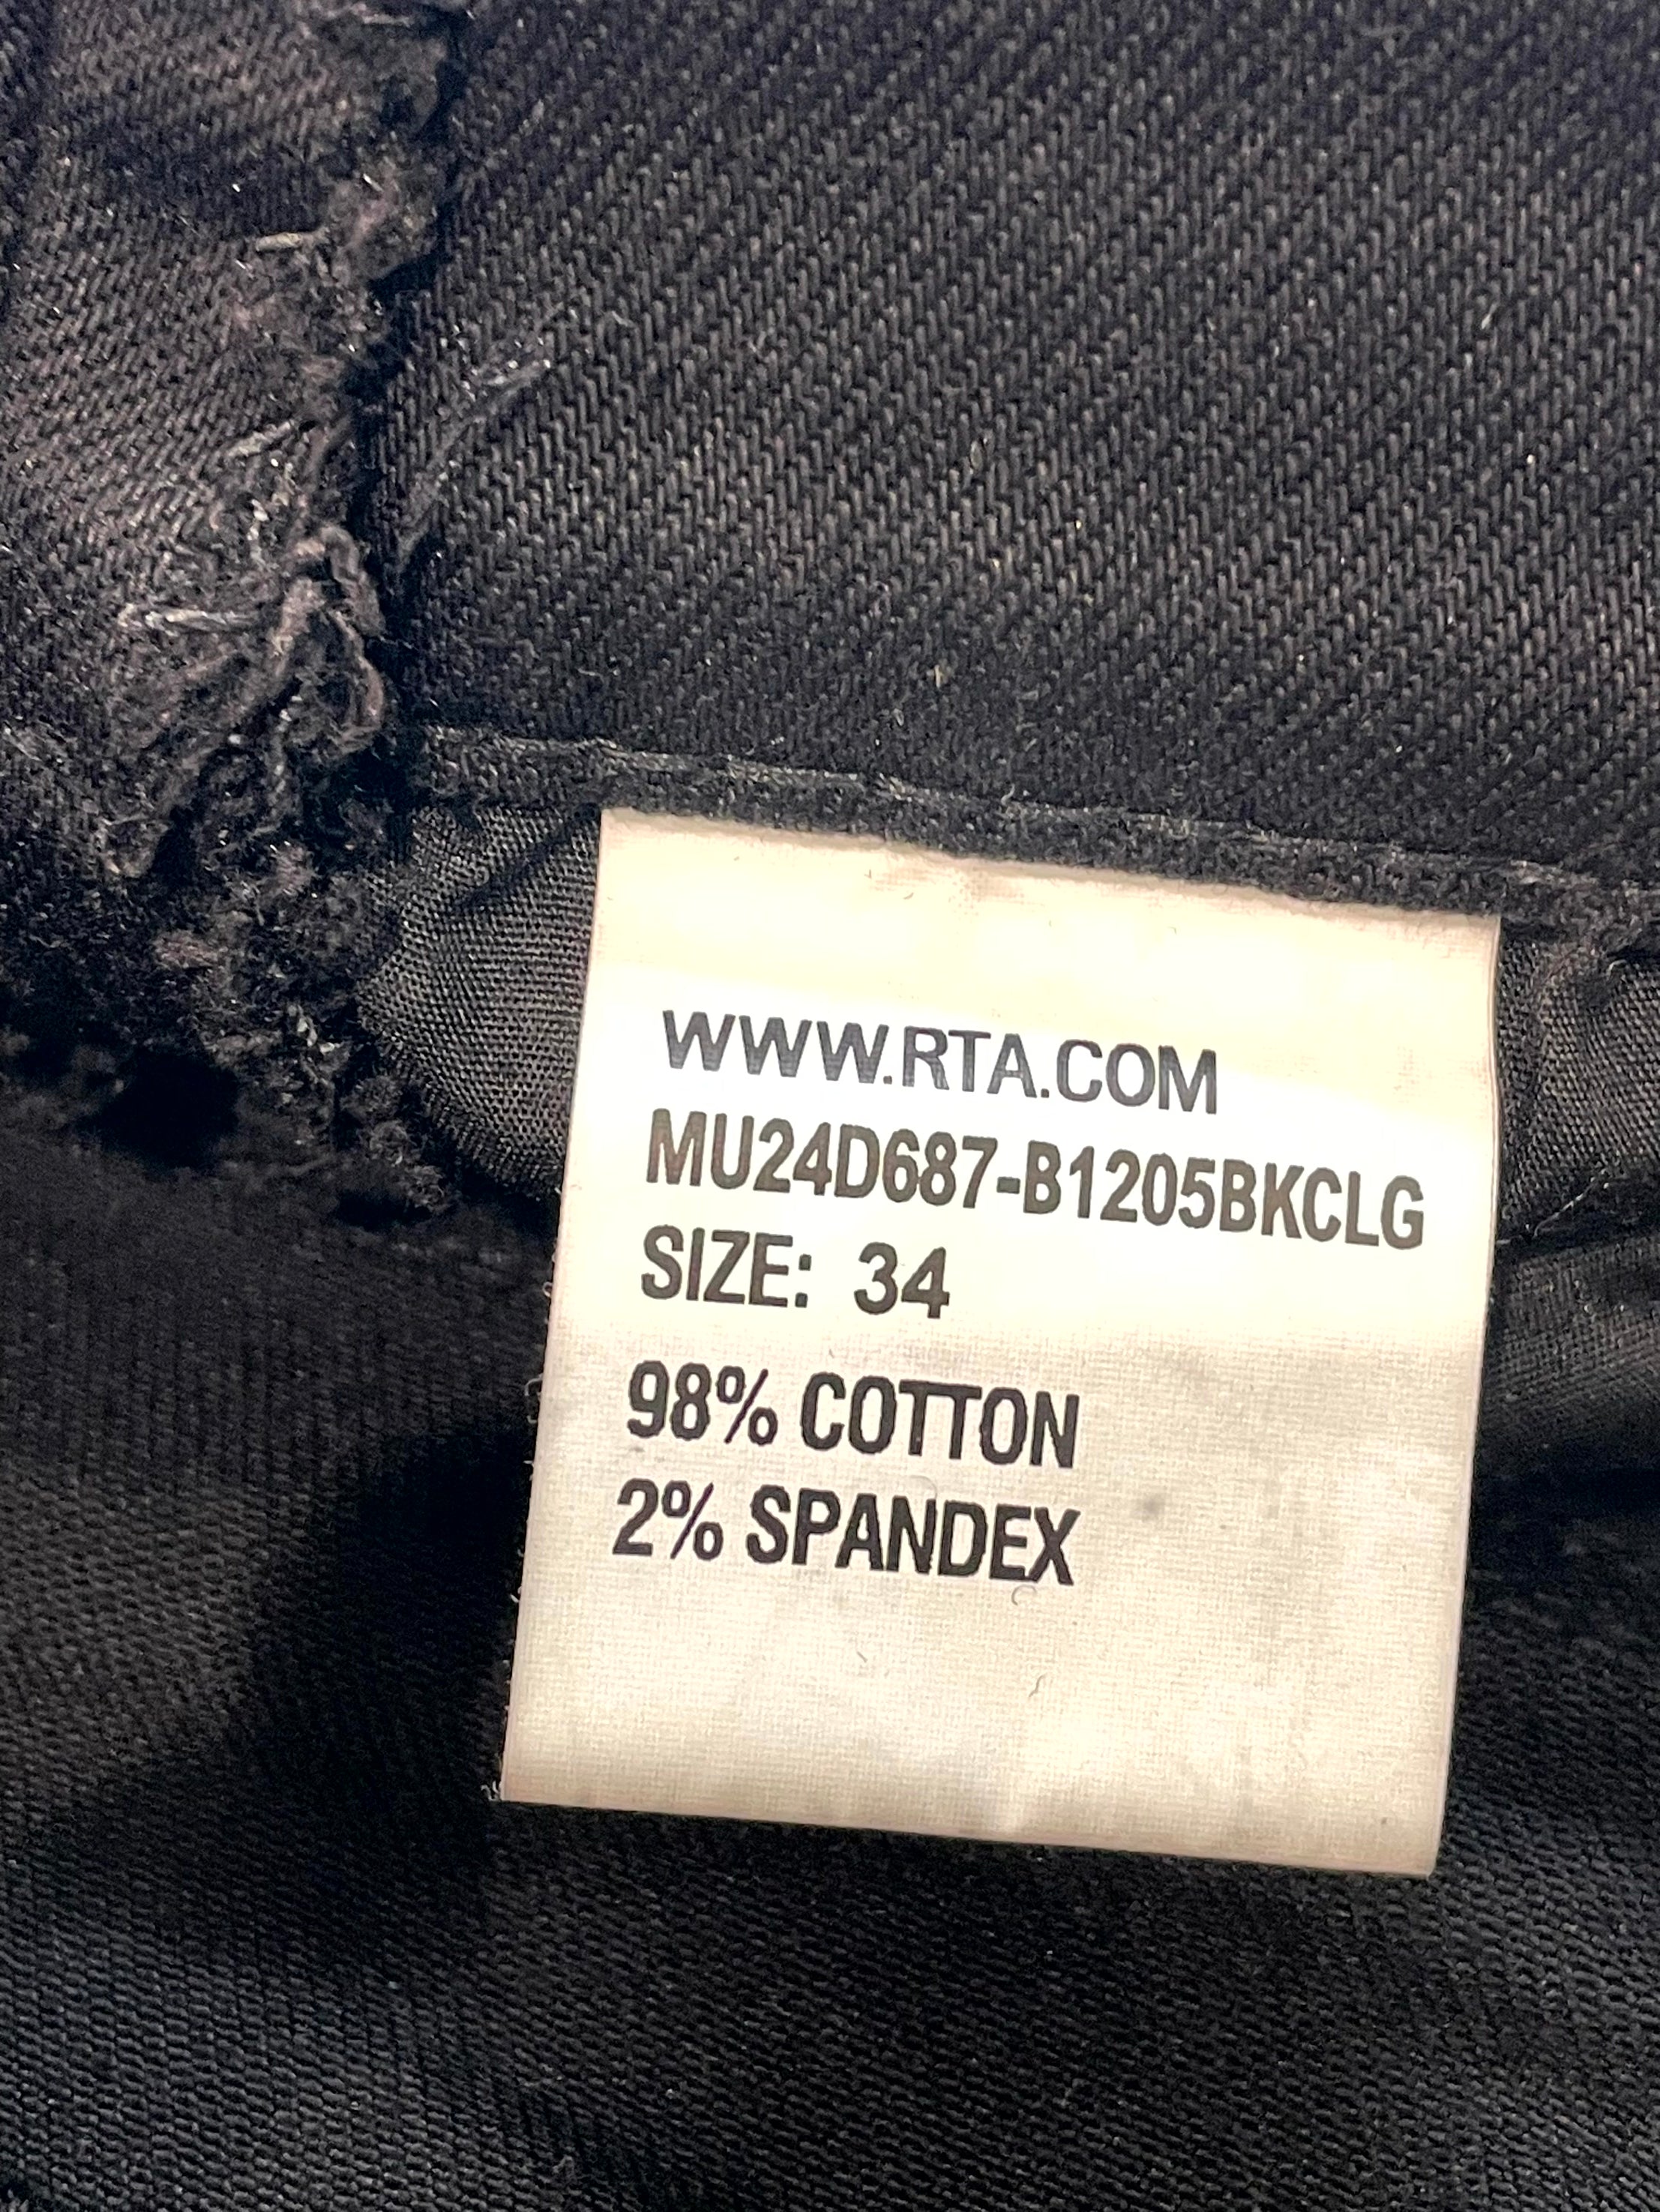 WWW.RTA.COM
MU24D687-B1205BKCLG
SIZE: 34
98% COTTON
2% SPANDEX